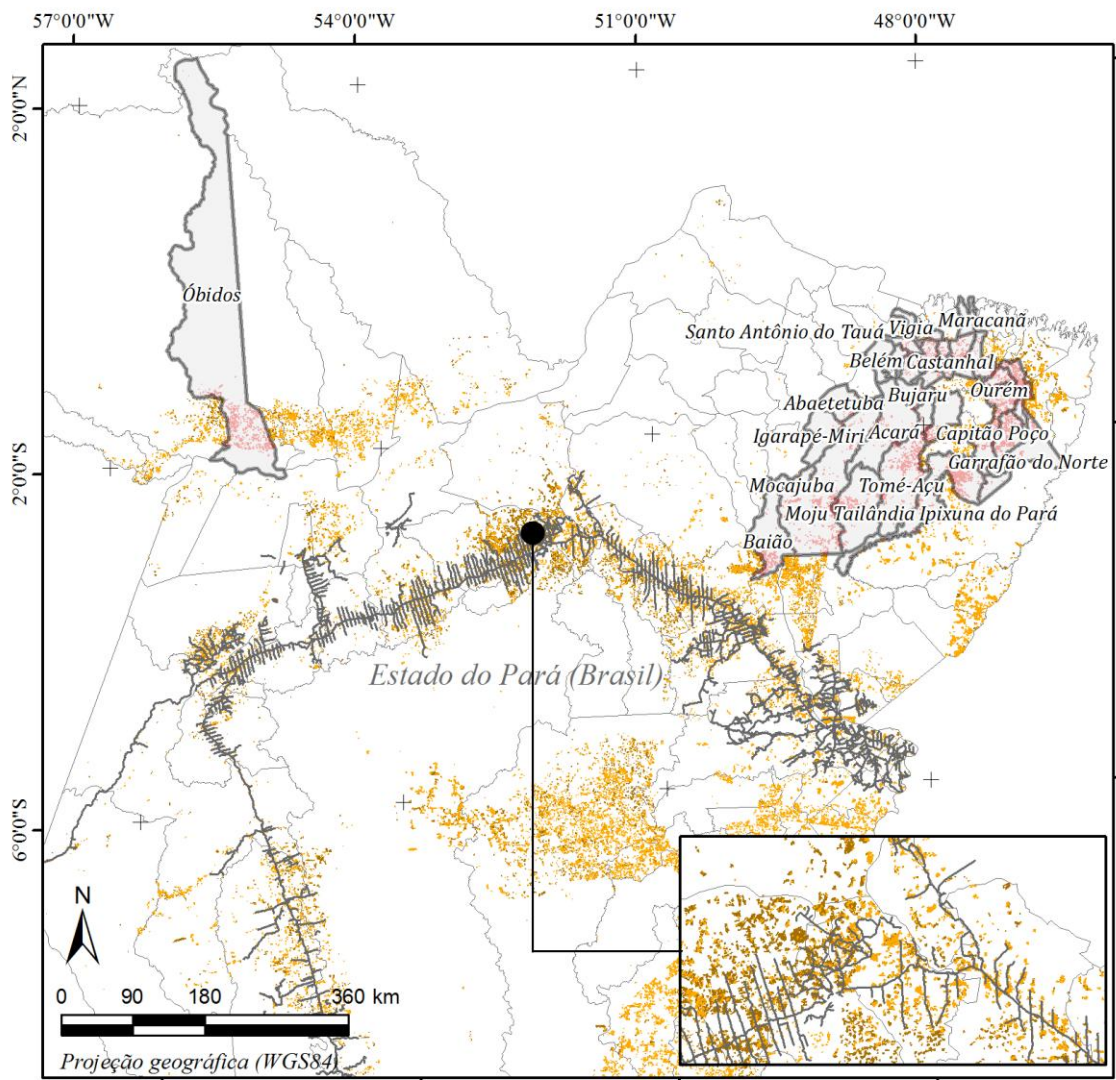 57°0'0"W
54°0'0"W
51°0'0"W
48°0'0"W
2°0'0"N
Óbidos
Santo Antônio do Tauá
Vigia
Maracanã
Belém
Castanhal
Abaetetuba
Bujaru
Ourém
Igarapé-Miri
Acará
Capitão Poço
Garrafão do Norte
2°0'0"S
Mocajuba
Tomé-Açu
Moju
Tailândia
Ipixuna do Pará
Baião
Estado do Pará (Brasil)
6°0'0"S
N
0 90 180 360 km
Projeção geográfica (WGS84)